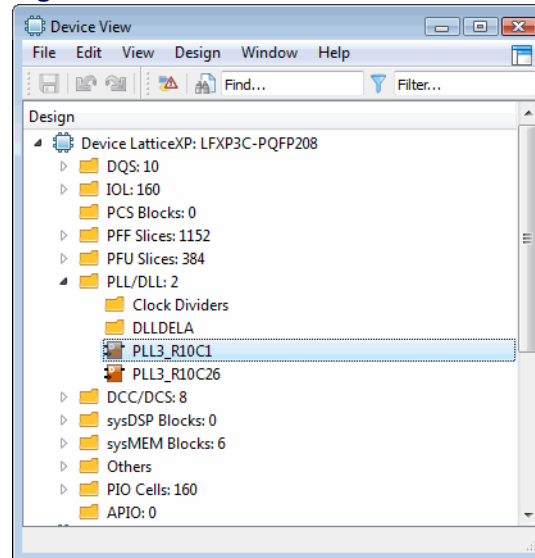 Device View
File Edit View Design Window Help
Find... Filter...
Design
Device LatticeXP: LFXP3C-PQFP208
DQS: 10
IOL: 160
PCS Blocks: 0
PFF Slices: 1152
PFU Slices: 384
PLL/DLL: 2
Clock Dividers
DLLDELA
PLL3_R10C1
PLL3_R10C26
DCC/DCS: 8
sysDSP Blocks: 0
sysMEM Blocks: 6
Others
PIO Cells: 160
APIO: 0